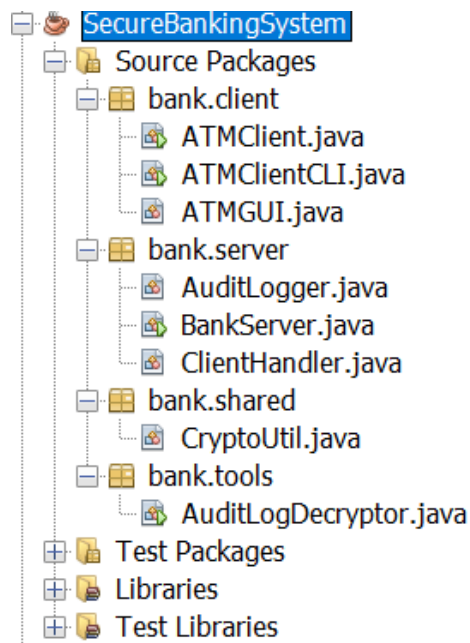 SecureBankingSystem
Source Packages
bank.client
ATMClient.java
ATMClientCLI.java
ATMGUI.java
bank.server
AuditLogger.java
BankServer.java
ClientHandler.java
bank.shared
CryptoUtil.java
bank.tools
AuditLogDecryptor.java
Test Packages
Libraries
Test Libraries